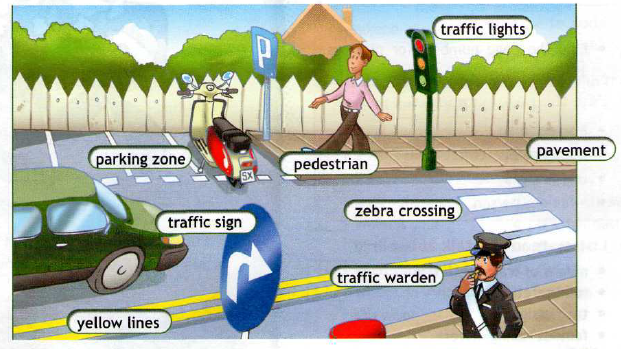 traffic lights
P
pavement
parking zone
pedestrian
SX
zebra crossing
traffic sign
traffic warden
yellow lines